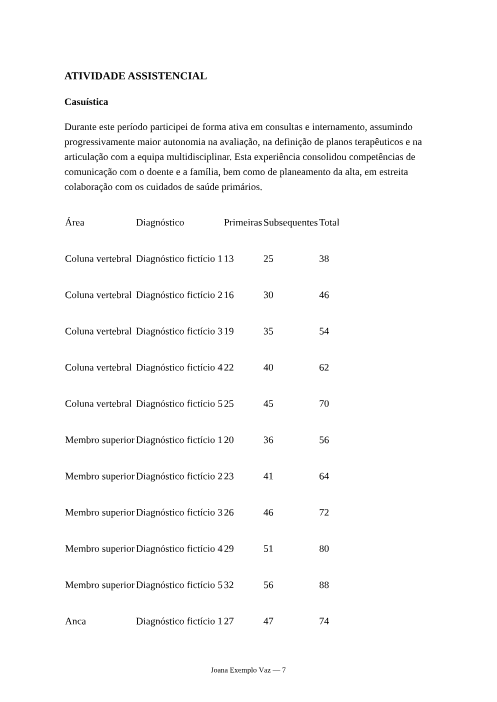 ATIVIDADE ASSISTENCIAL
Casuística
Durante este período participei de forma ativa em consultas e internamento, assumindo
progressivamente maior autonomia na avaliação, na definição de planos terapêuticos e na
articulação com a equipa multidisciplinar. Esta experiência consolidou competências de
comunicação com o doente e a família, bem como de planeamento da alta, em estreita
colaboração com os cuidados de saúde primários.
Área Diagnóstico Primeiras Subsequentes Total
Coluna vertebral Diagnóstico fictício 1 13 25 38
Coluna vertebral Diagnóstico fictício 2 16 30 46
Coluna vertebral Diagnóstico fictício 3 19 35 54
Coluna vertebral Diagnóstico fictício 4 22 40 62
Coluna vertebral Diagnóstico fictício 5 25 45 70
Membro superior Diagnóstico fictício 1 20 36 56
Membro superior Diagnóstico fictício 2 23 41 64
Membro superior Diagnóstico fictício 3 26 46 72
Membro superior Diagnóstico fictício 4 29 51 80
Membro superior Diagnóstico fictício 5 32 56 88
Anca Diagnóstico fictício 1 27 47 74
Joana Exemplo Vaz — 7